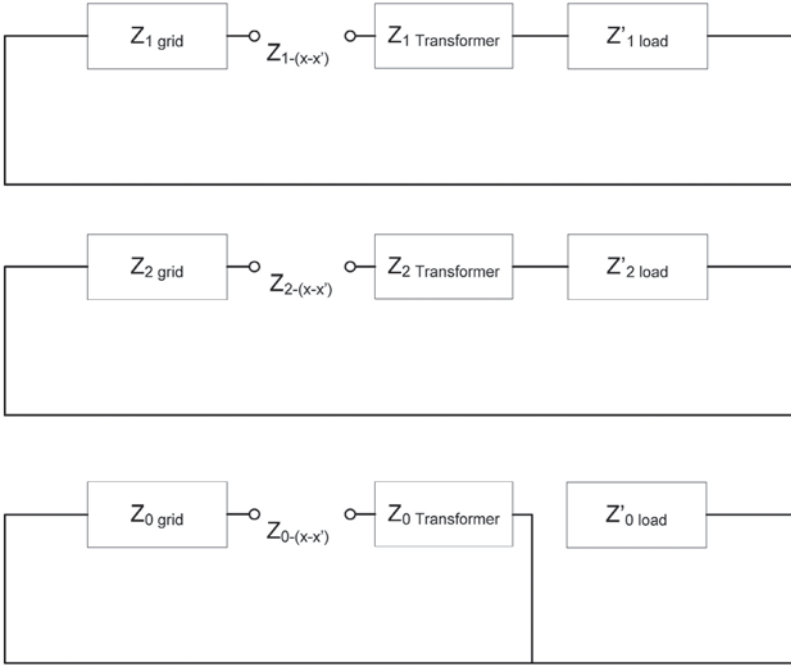 Z1 grid Z1-(x-x') Z1 Transformer Z'1 load
Z2 grid Z2-(x-x') Z2 Transformer Z'2 load
Z0 grid Z0-(x-x') Z0 Transformer Z'0 load